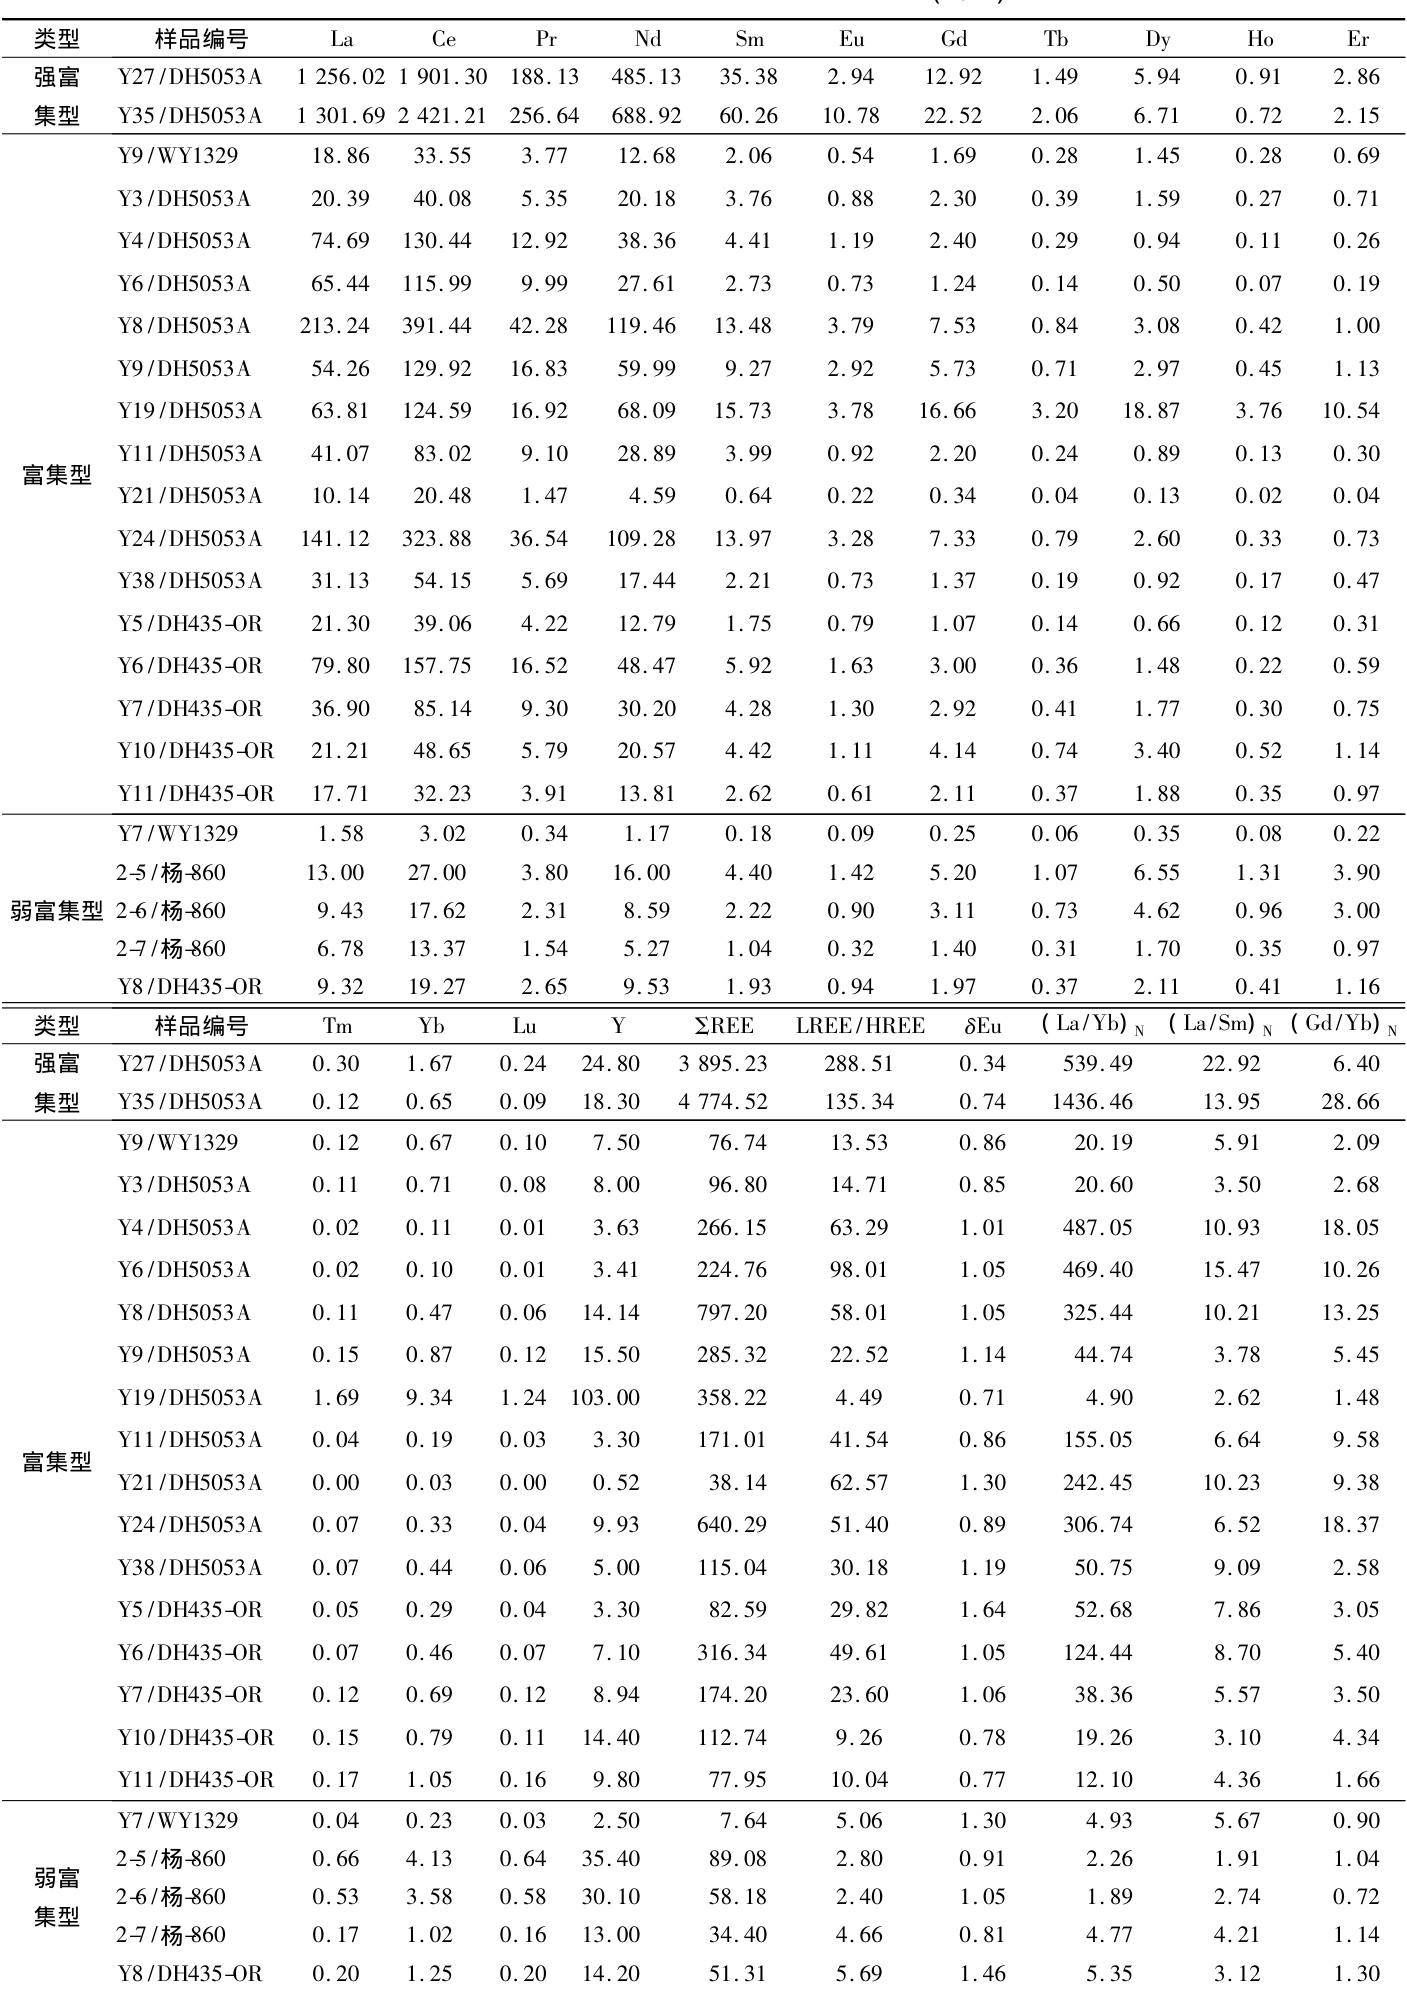 类型 样品编号 La Ce Pr Nd Sm Eu Gd Tb Dy Ho Er
强富 Y27/DH5053A 1 256.02 1 901.30 188.13 485.13 35.38 2.94 12.92 1.49 5.94 0.91 2.86
集型 Y35/DH5053A 1 301.69 2 421.21 256.64 688.92 60.26 10.78 22.52 2.06 6.71 0.72 2.15
Y9/WY1329 18.86 33.55 3.77 12.68 2.06 0.54 1.69 0.28 1.45 0.28 0.69
Y3/DH5053A 20.39 40.08 5.35 20.18 3.76 0.88 2.30 0.39 1.59 0.27 0.71
Y4/DH5053A 74.69 130.44 12.92 38.36 4.41 1.19 2.40 0.29 0.94 0.11 0.26
Y6/DH5053A 65.44 115.99 9.99 27.61 2.73 0.73 1.24 0.14 0.50 0.07 0.19
Y8/DH5053A 213.24 391.44 42.28 119.46 13.48 3.79 7.53 0.84 3.08 0.42 1.00
Y9/DH5053A 54.26 129.92 16.83 59.99 9.27 2.92 5.73 0.71 2.97 0.45 1.13
Y19/DH5053A 63.81 124.59 16.92 68.09 15.73 3.78 16.66 3.20 18.87 3.76 10.54
Y11/DH5053A 41.07 83.02 9.10 28.89 3.99 0.92 2.20 0.24 0.89 0.13 0.30
富集型
Y21/DH5053A 10.14 20.48 1.47 4.59 0.64 0.22 0.34 0.04 0.13 0.02 0.04
Y24/DH5053A 141.12 323.88 36.54 109.28 13.97 3.28 7.33 0.79 2.60 0.33 0.73
Y38/DH5053A 31.13 54.15 5.69 17.44 2.21 0.73 1.37 0.19 0.92 0.17 0.47
Y5/DH435-OR 21.30 39.06 4.22 12.79 1.75 0.79 1.07 0.14 0.66 0.12 0.31
Y6/DH435-OR 79.80 157.75 16.52 48.47 5.92 1.63 3.00 0.36 1.48 0.22 0.59
Y7/DH435-OR 36.90 85.14 9.30 30.20 4.28 1.30 2.92 0.41 1.77 0.30 0.75
Y10/DH435-OR 21.21 48.65 5.79 20.57 4.42 1.11 4.14 0.74 3.40 0.52 1.14
Y11/DH435-OR 17.71 32.23 3.91 13.81 2.62 0.61 2.11 0.37 1.88 0.35 0.97
Y7/WY1329 1.58 3.02 0.34 1.17 0.18 0.09 0.25 0.06 0.35 0.08 0.22
2-5/杨-860 13.00 27.00 3.80 16.00 4.40 1.42 5.20 1.07 6.55 1.31 3.90
弱富集型 2-6/杨-860 9.43 17.62 2.31 8.59 2.22 0.90 3.11 0.73 4.62 0.96 3.00
2-7/杨-860 6.78 13.37 1.54 5.27 1.04 0.32 1.40 0.31 1.70 0.35 0.97
Y8/DH435-OR 9.32 19.27 2.65 9.53 1.93 0.94 1.97 0.37 2.11 0.41 1.16
类型 样品编号 Tm Yb Lu Y ΣREE LREE/HREE δEu (La/Yb)N (La/Sm)N (Gd/Yb)N
强富 Y27/DH5053A 0.30 1.67 0.24 24.80 3 895.23 288.51 0.34 539.49 22.92 6.40
集型 Y35/DH5053A 0.12 0.65 0.09 18.30 4 774.52 135.34 0.74 1436.46 13.95 28.66
Y9/WY1329 0.12 0.67 0.10 7.50 76.74 13.53 0.86 20.19 5.91 2.09
Y3/DH5053A 0.11 0.71 0.08 8.00 96.80 14.71 0.85 20.60 3.50 2.68
Y4/DH5053A 0.02 0.11 0.01 3.63 266.15 63.29 1.01 487.05 10.93 18.05
Y6/DH5053A 0.02 0.10 0.01 3.41 224.76 98.01 1.05 469.40 15.47 10.26
Y8/DH5053A 0.11 0.47 0.06 14.14 797.20 58.01 1.05 325.44 10.21 13.25
Y9/DH5053A 0.15 0.87 0.12 15.50 285.32 22.52 1.14 44.74 3.78 5.45
Y19/DH5053A 1.69 9.34 1.24 103.00 358.22 4.49 0.71 4.90 2.62 1.48
Y11/DH5053A 0.04 0.19 0.03 3.30 171.01 41.54 0.86 155.05 6.64 9.58
富集型
Y21/DH5053A 0.00 0.03 0.00 0.52 38.14 62.57 1.30 242.45 10.23 9.38
Y24/DH5053A 0.07 0.33 0.04 9.93 640.29 51.40 0.89 306.74 6.52 18.37
Y38/DH5053A 0.07 0.44 0.06 5.00 115.04 30.18 1.19 50.75 9.09 2.58
Y5/DH435-OR 0.05 0.29 0.04 3.30 82.59 29.82 1.64 52.68 7.86 3.05
Y6/DH435-OR 0.07 0.46 0.07 7.10 316.34 49.61 1.05 124.44 8.70 5.40
Y7/DH435-OR 0.12 0.69 0.12 8.94 174.20 23.60 1.06 38.36 5.57 3.50
Y10/DH435-OR 0.15 0.79 0.11 14.40 112.74 9.26 0.78 19.26 3.10 4.34
Y11/DH435-OR 0.17 1.05 0.16 9.80 77.95 10.04 0.77 12.10 4.36 1.66
Y7/WY1329 0.04 0.23 0.03 2.50 7.64 5.06 1.30 4.93 5.67 0.90
2-5/杨-860 0.66 4.13 0.64 35.40 89.08 2.80 0.91 2.26 1.91 1.04
弱富
2-6/杨-860 0.53 3.58 0.58 30.10 58.18 2.40 1.05 1.89 2.74 0.72
集型
2-7/杨-860 0.17 1.02 0.16 13.00 34.40 4.66 0.81 4.77 4.21 1.14
Y8/DH435-OR 0.20 1.25 0.20 14.20 51.31 5.69 1.46 5.35 3.12 1.30